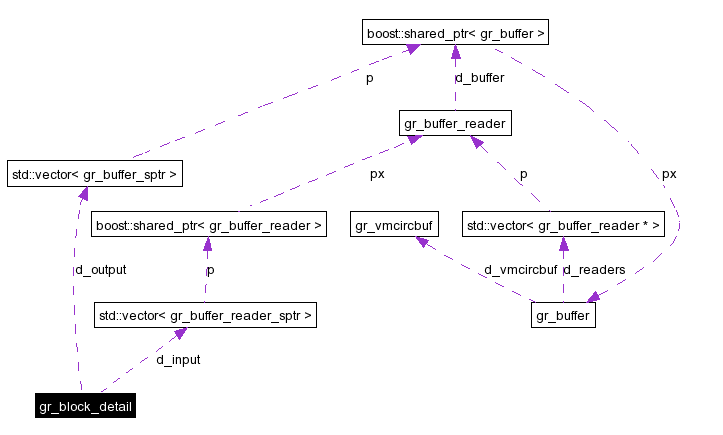 boost::shared_ptr< gr_buffer >
p
d_buffer
gr_buffer_reader
std::vector< gr_buffer_sptr >
px
p
px
boost::shared_ptr< gr_buffer_reader >
gr_vmcircbuf
std::vector< gr_buffer_reader * >
d_output
p
d_vmcircbuf
d_readers
std::vector< gr_buffer_reader_sptr >
gr_buffer
d_input
gr_block_detail